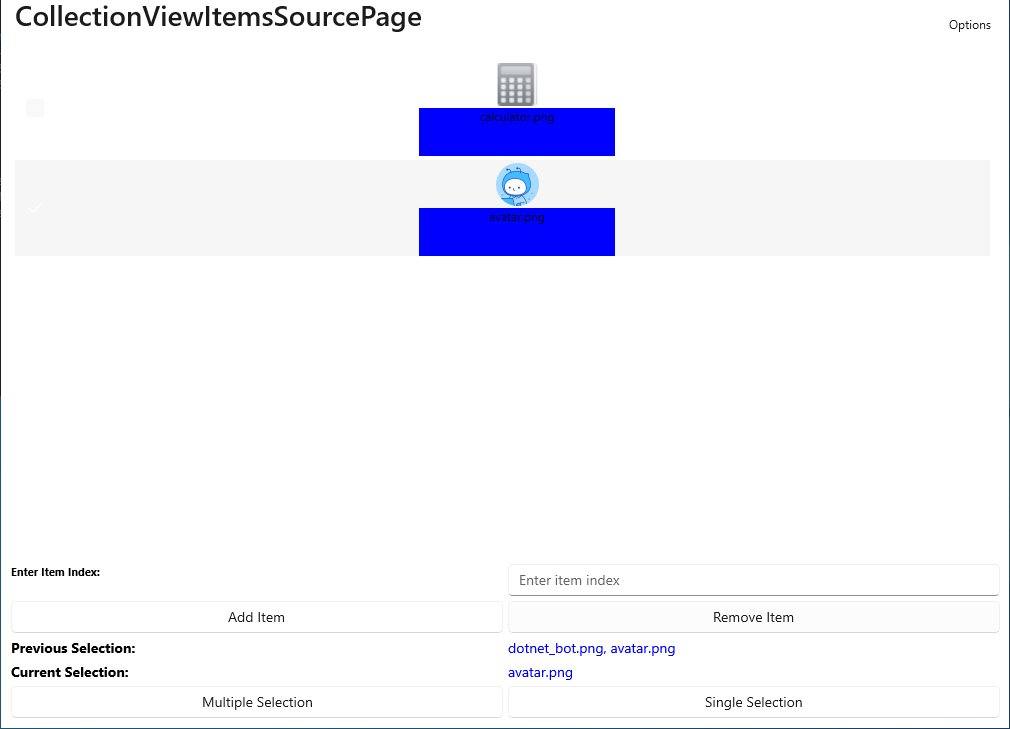 CollectionViewItemsSourcePage
Options
calculator.png
avatar.png
Enter Item Index:
Enter item index
Add Item
Remove Item
Previous Selection:
dotnet_bot.png, avatar.png
Current Selection:
avatar.png
Multiple Selection
Single Selection